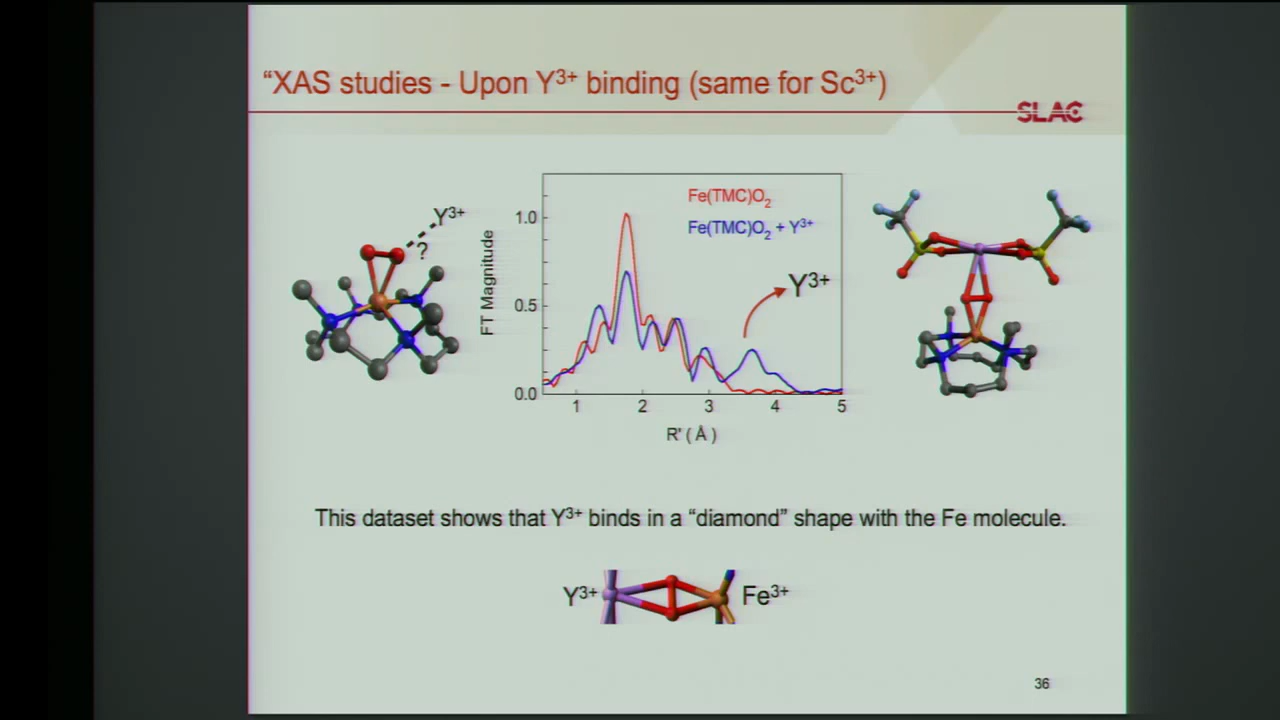 “XAS studies - Upon Y³⁺ binding (same for Sc³⁺)
SLAC
Y³⁺
?
FT Magnitude
1.0
0.5
0.0
Fe(TMC)O₂
Fe(TMC)O₂ + Y³⁺
Y³⁺
1 2 3 4 5
R' ( Å )
This dataset shows that Y³⁺ binds in a “diamond” shape with the Fe molecule.
Y³⁺
Fe³⁺
36